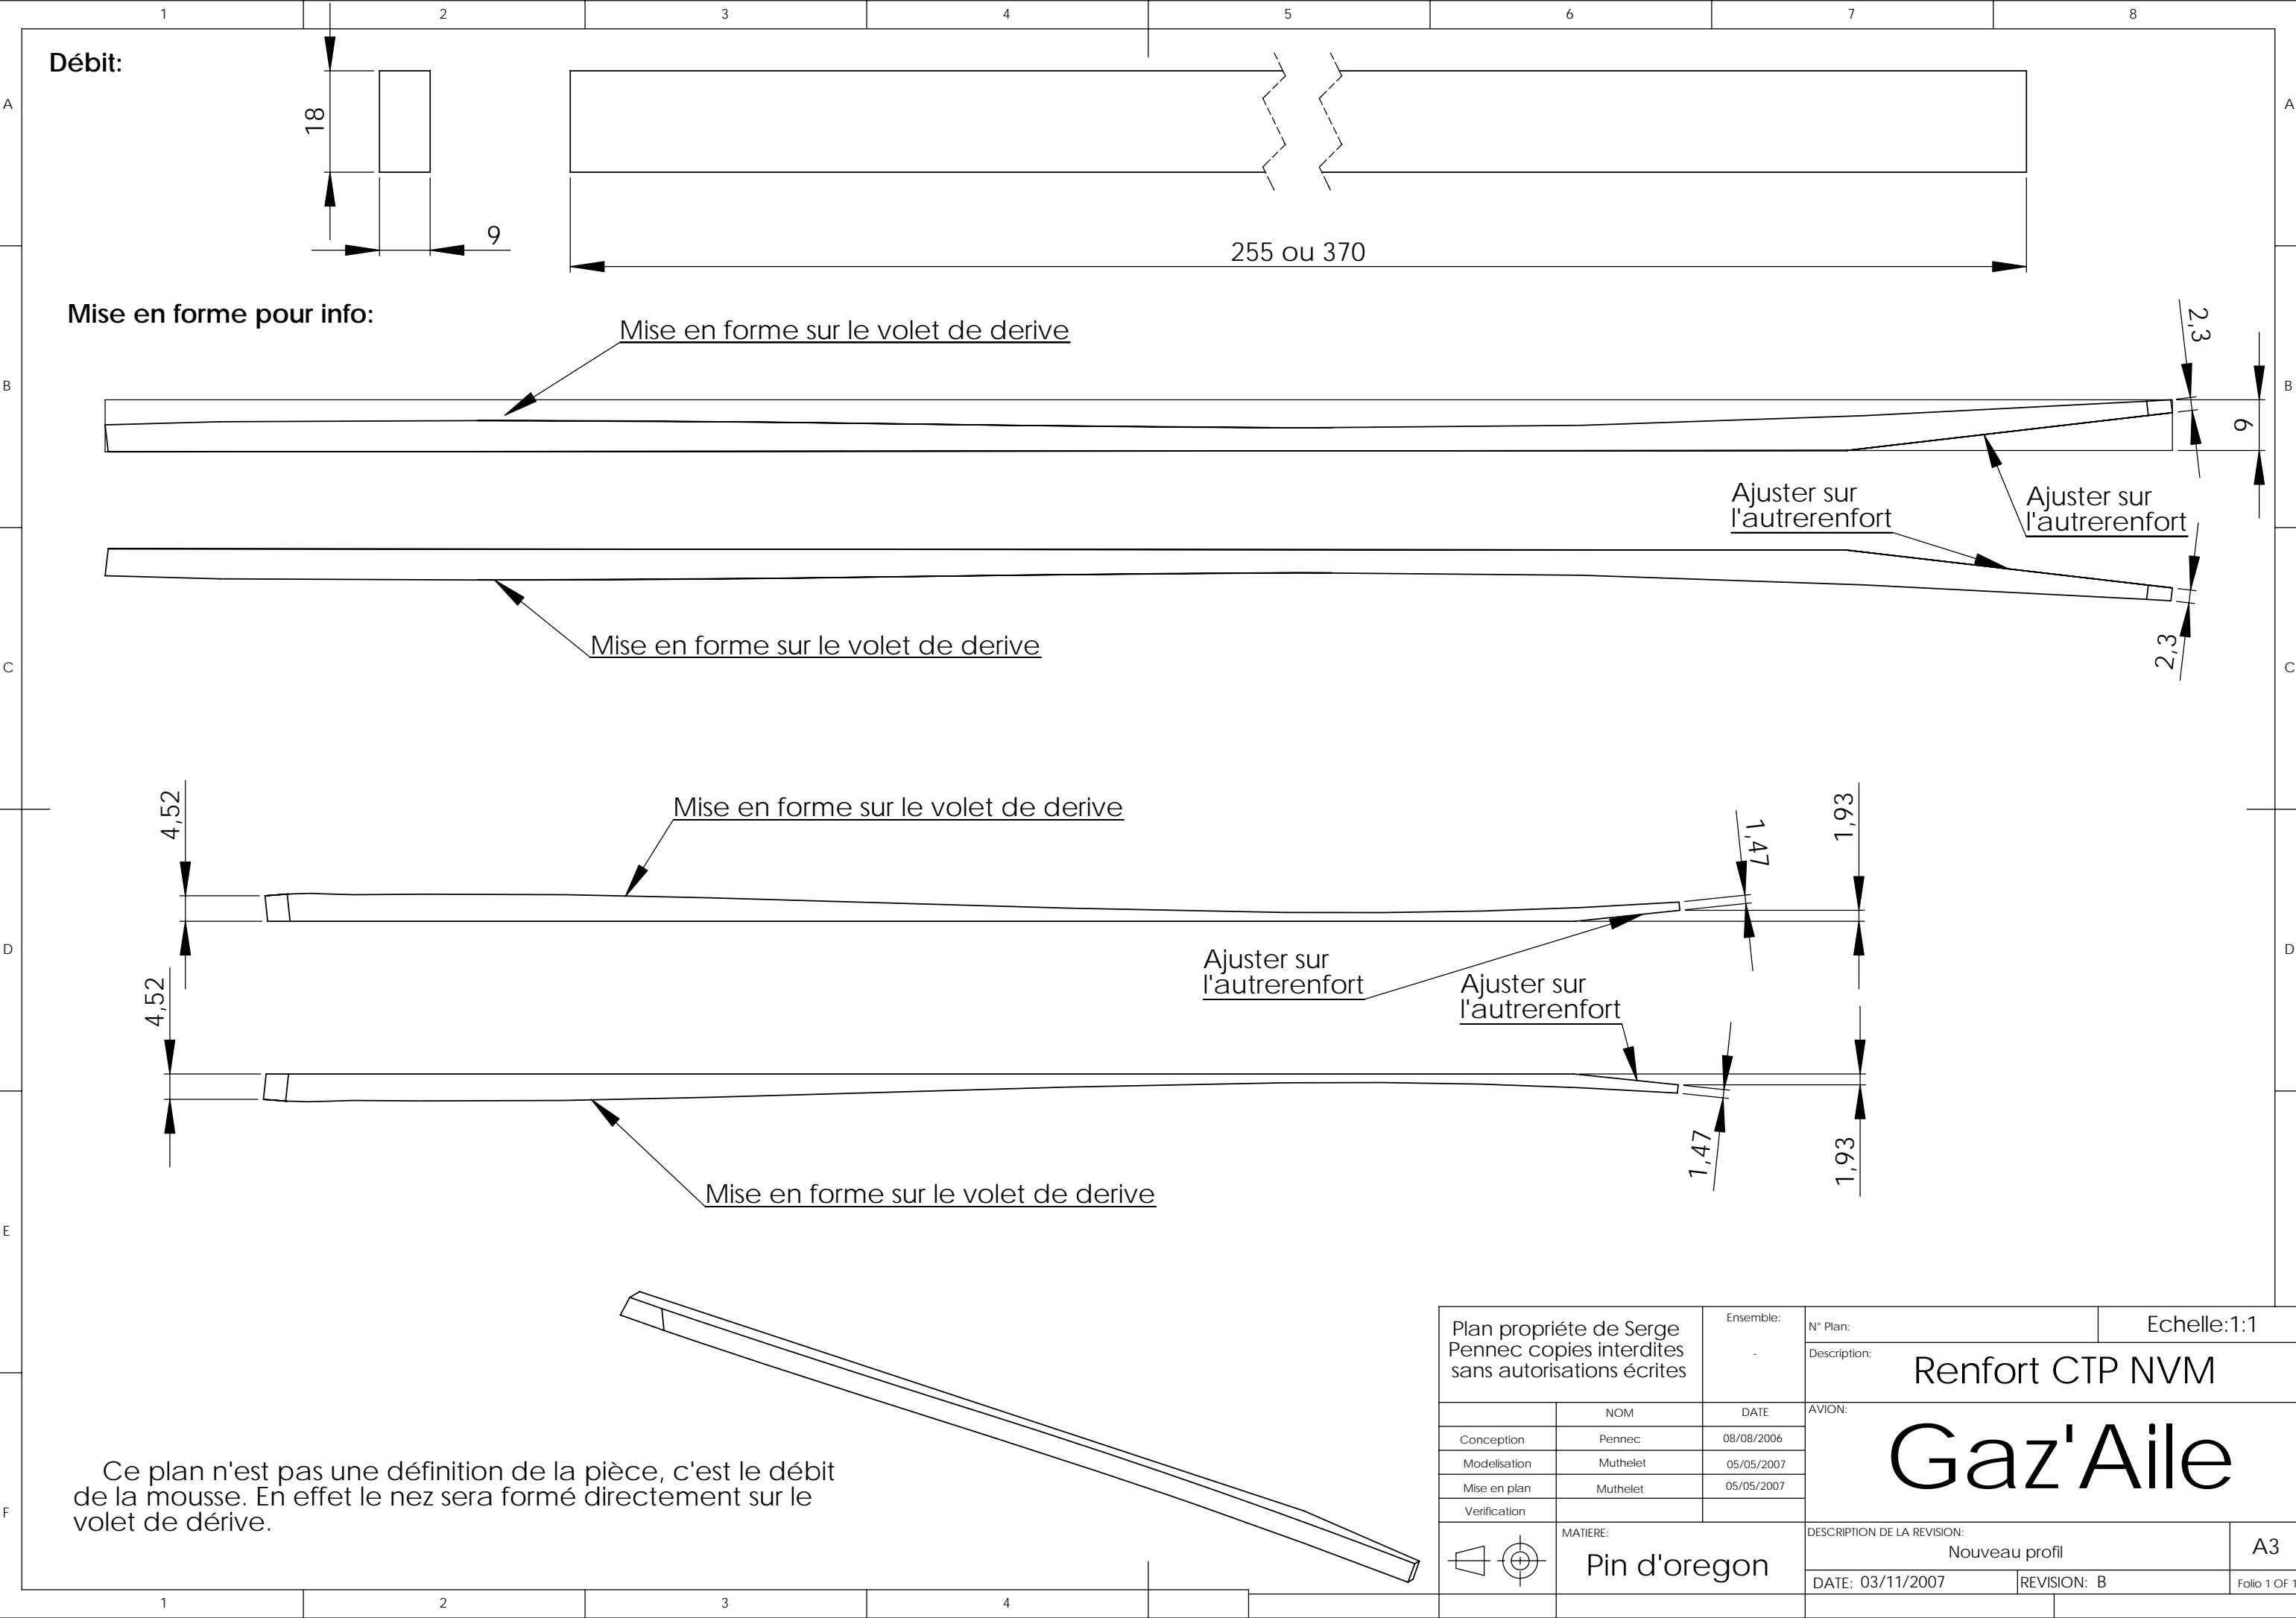 1 2 3 4 5 6 7 8
Débit:
A
A
18
9
255 ou 370
Mise en forme pour info:
Mise en forme sur le volet de derive
2,3
B
B
9
Ajuster sur
l'autrerenfort
Ajuster sur
l'autrerenfort
Mise en forme sur le volet de derive
2,3
C
C
4,52
Mise en forme sur le volet de derive
1,47
1,93
D
D
Ajuster sur
l'autrerenfort
4,52
Ajuster sur
l'autrerenfort
1,47
1,93
Mise en forme sur le volet de derive
E
F
Ce plan n'est pas une définition de la pièce, c'est le débit
de la mousse. En effet le nez sera formé directement sur le
volet de dérive.
Plan propriéte de Serge
Pennec copies interdites
sans autorisations écrites
Ensemble:
-
N° Plan:
Echelle:1:1
Description:
Renfort CTP NVM
NOM DATE
Conception Pennec 08/08/2006
Modelisation Muthelet 05/05/2007
Mise en plan Muthelet 05/05/2007
Verification
AVION:
Gaz'Aile
MATIERE:
Pin d'oregon
DESCRIPTION DE LA REVISION:
Nouveau profil
A3
DATE: 03/11/2007
REVISION: B
Folio 1 OF 1
1 2 3 4